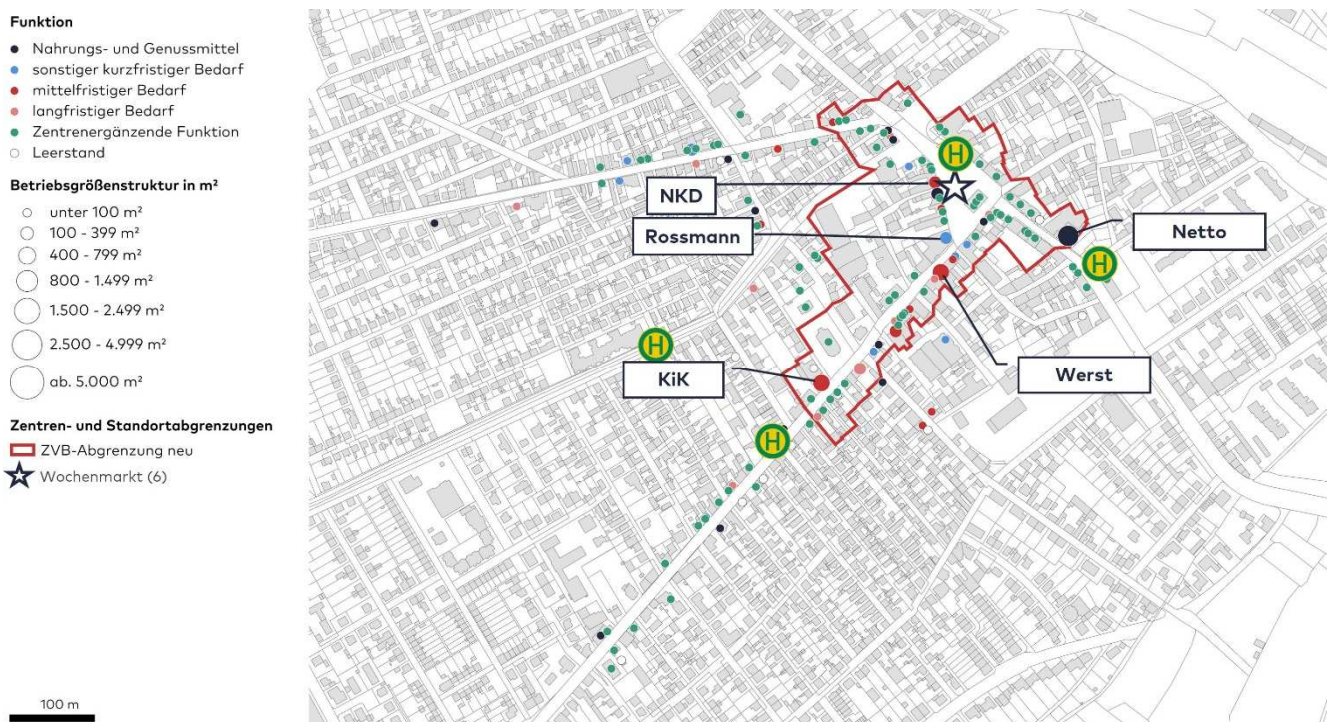 Funktion
Nahrungs- und Genussmittel
sonstiger kurzfristiger Bedarf
mittelfristiger Bedarf
langfristiger Bedarf
Zentrenergänzende Funktion
Leerstand
Betriebsgrößenstruktur in m²
unter 100 m²
100 - 399 m²
400 - 799 m²
800 - 1.499 m²
1.500 - 2.499 m²
2.500 - 4.999 m²
ab. 5.000 m²
Zentren- und Standortabgrenzungen
ZVB-Abgrenzung neu
Wochenmarkt (6)
100 m
H
NKD
Rossmann
Netto
H
H
KiK
Werst
H